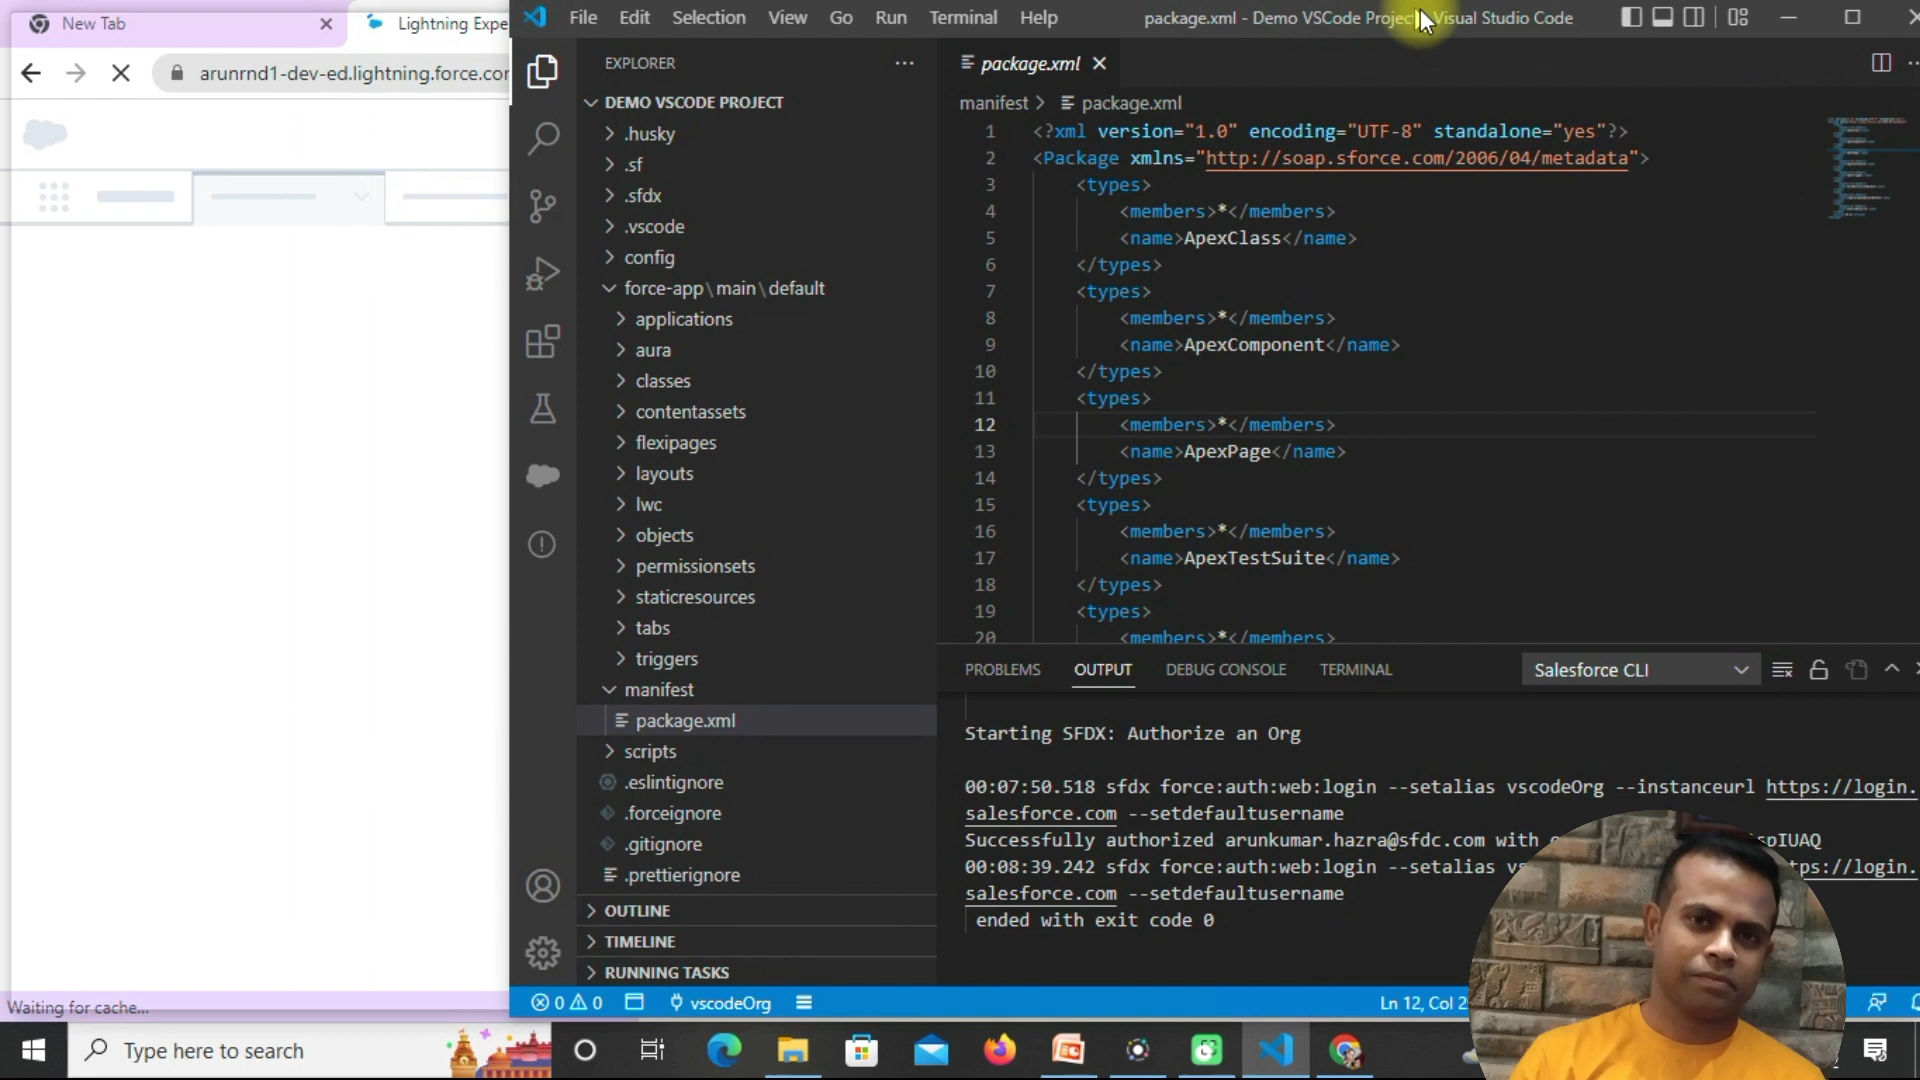 New Tab
Lightning Expe
arunrnd1-dev-ed.lightning.force.co
Waiting for cache...
File Edit Selection View Go Run Terminal Help
package.xml - Demo VSCode Project - Visual Studio Code
EXPLORER
DEMO VSCODE PROJECT
.husky
.sf
.sfdx
.vscode
config
force-app\main\default
applications
aura
classes
contentassets
flexipages
layouts
lwc
objects
permissionsets
staticresources
tabs
triggers
manifest
package.xml
scripts
.eslintignore
.forceignore
.gitignore
.prettierignore
OUTLINE
TIMELINE
RUNNING TASKS
package.xml
manifest > package.xml
1 <?xml version="1.0" encoding="UTF-8" standalone="yes"?>
2 <Package xmlns="http://soap.sforce.com/2006/04/metadata">
3 <types>
4 <members>*</members>
5 <name>ApexClass</name>
6 </types>
7 <types>
8 <members>*</members>
9 <name>ApexComponent</name>
10 </types>
11 <types>
12 <members>*</members>
13 <name>ApexPage</name>
14 </types>
15 <types>
16 <members>*</members>
17 <name>ApexTestSuite</name>
18 </types>
19 <types>
20 <members>*</members>
PROBLEMS OUTPUT DEBUG CONSOLE TERMINAL Salesforce CLI
Starting SFDX: Authorize an Org
00:07:50.518 sfdx force:auth:web:login --setalias vscodeOrg --instanceurl https://login.
salesforce.com --setdefaultusername
Successfully authorized arunkumar.hazra@sfdc.com with spIUAQ
00:08:39.242 sfdx force:auth:web:login --setalias vs ps://login.
salesforce.com --setdefaultusername
ended with exit code 0
0 0 vscodeOrg Ln 12, Col 2
Type here to search